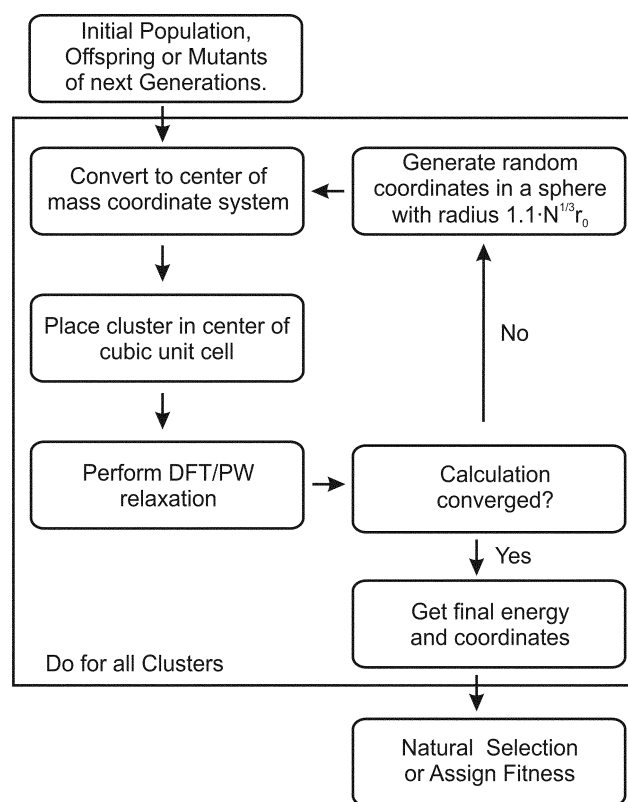 Initial Population,
Offspring or Mutants
of next Generations.
Convert to center of
mass coordinate system
Generate random
coordinates in a sphere
with radius 1.1·N^{1/3}r_0
Place cluster in center of
cubic unit cell
No
Perform DFT/PW
relaxation
Calculation
converged?
Yes
Get final energy
and coordinates
Do for all Clusters
Natural Selection
or Assign Fitness